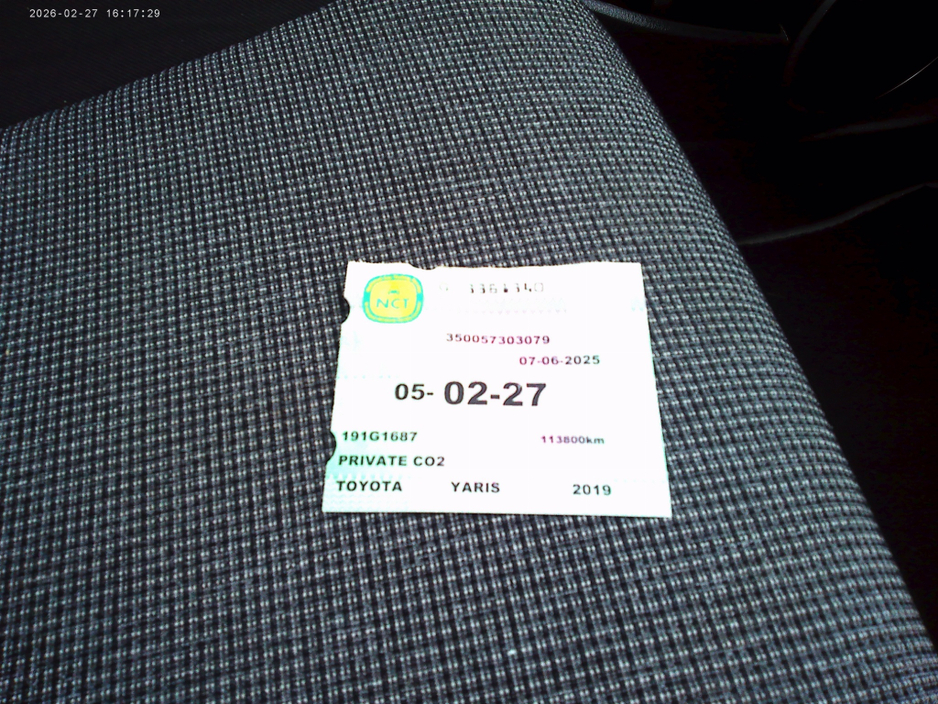 2026-02-27 16:17:29
NCT
350057303079
07-06-2025
05-02-27
191G1687 113800km
PRIVATE CO2
TOYOTA YARIS 2019